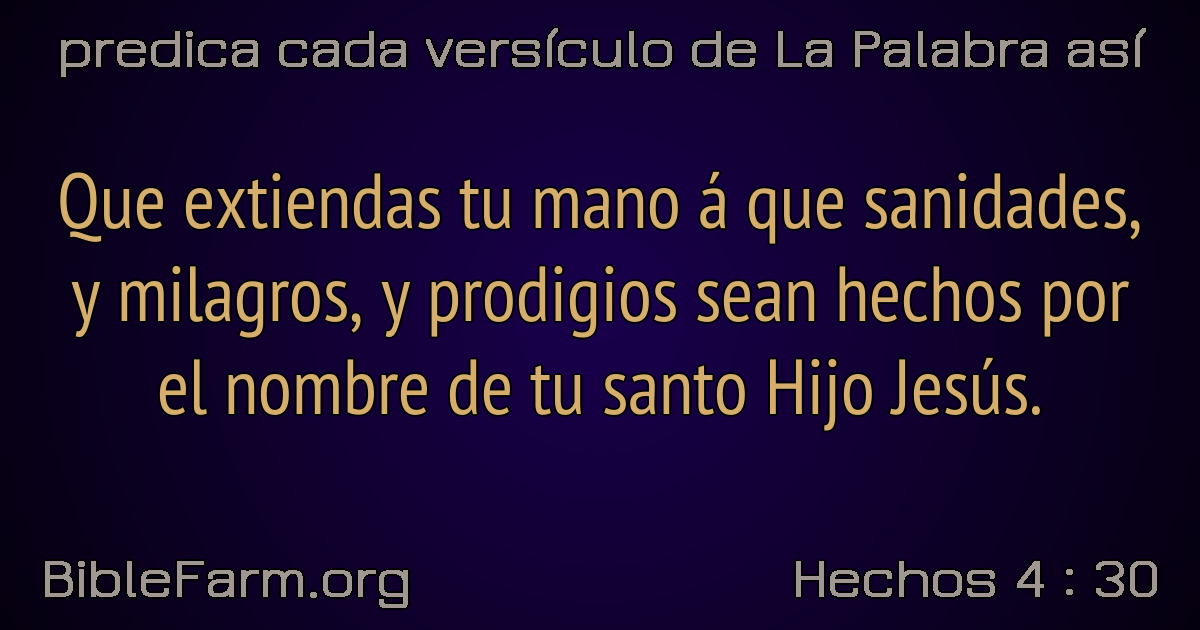 predica cada versículo de La Palabra así
Que extiendas tu mano á que sanidades,
y milagros, y prodigios sean hechos por
el nombre de tu santo Hijo Jesús.
BibleFarm.org
Hechos 4 : 30